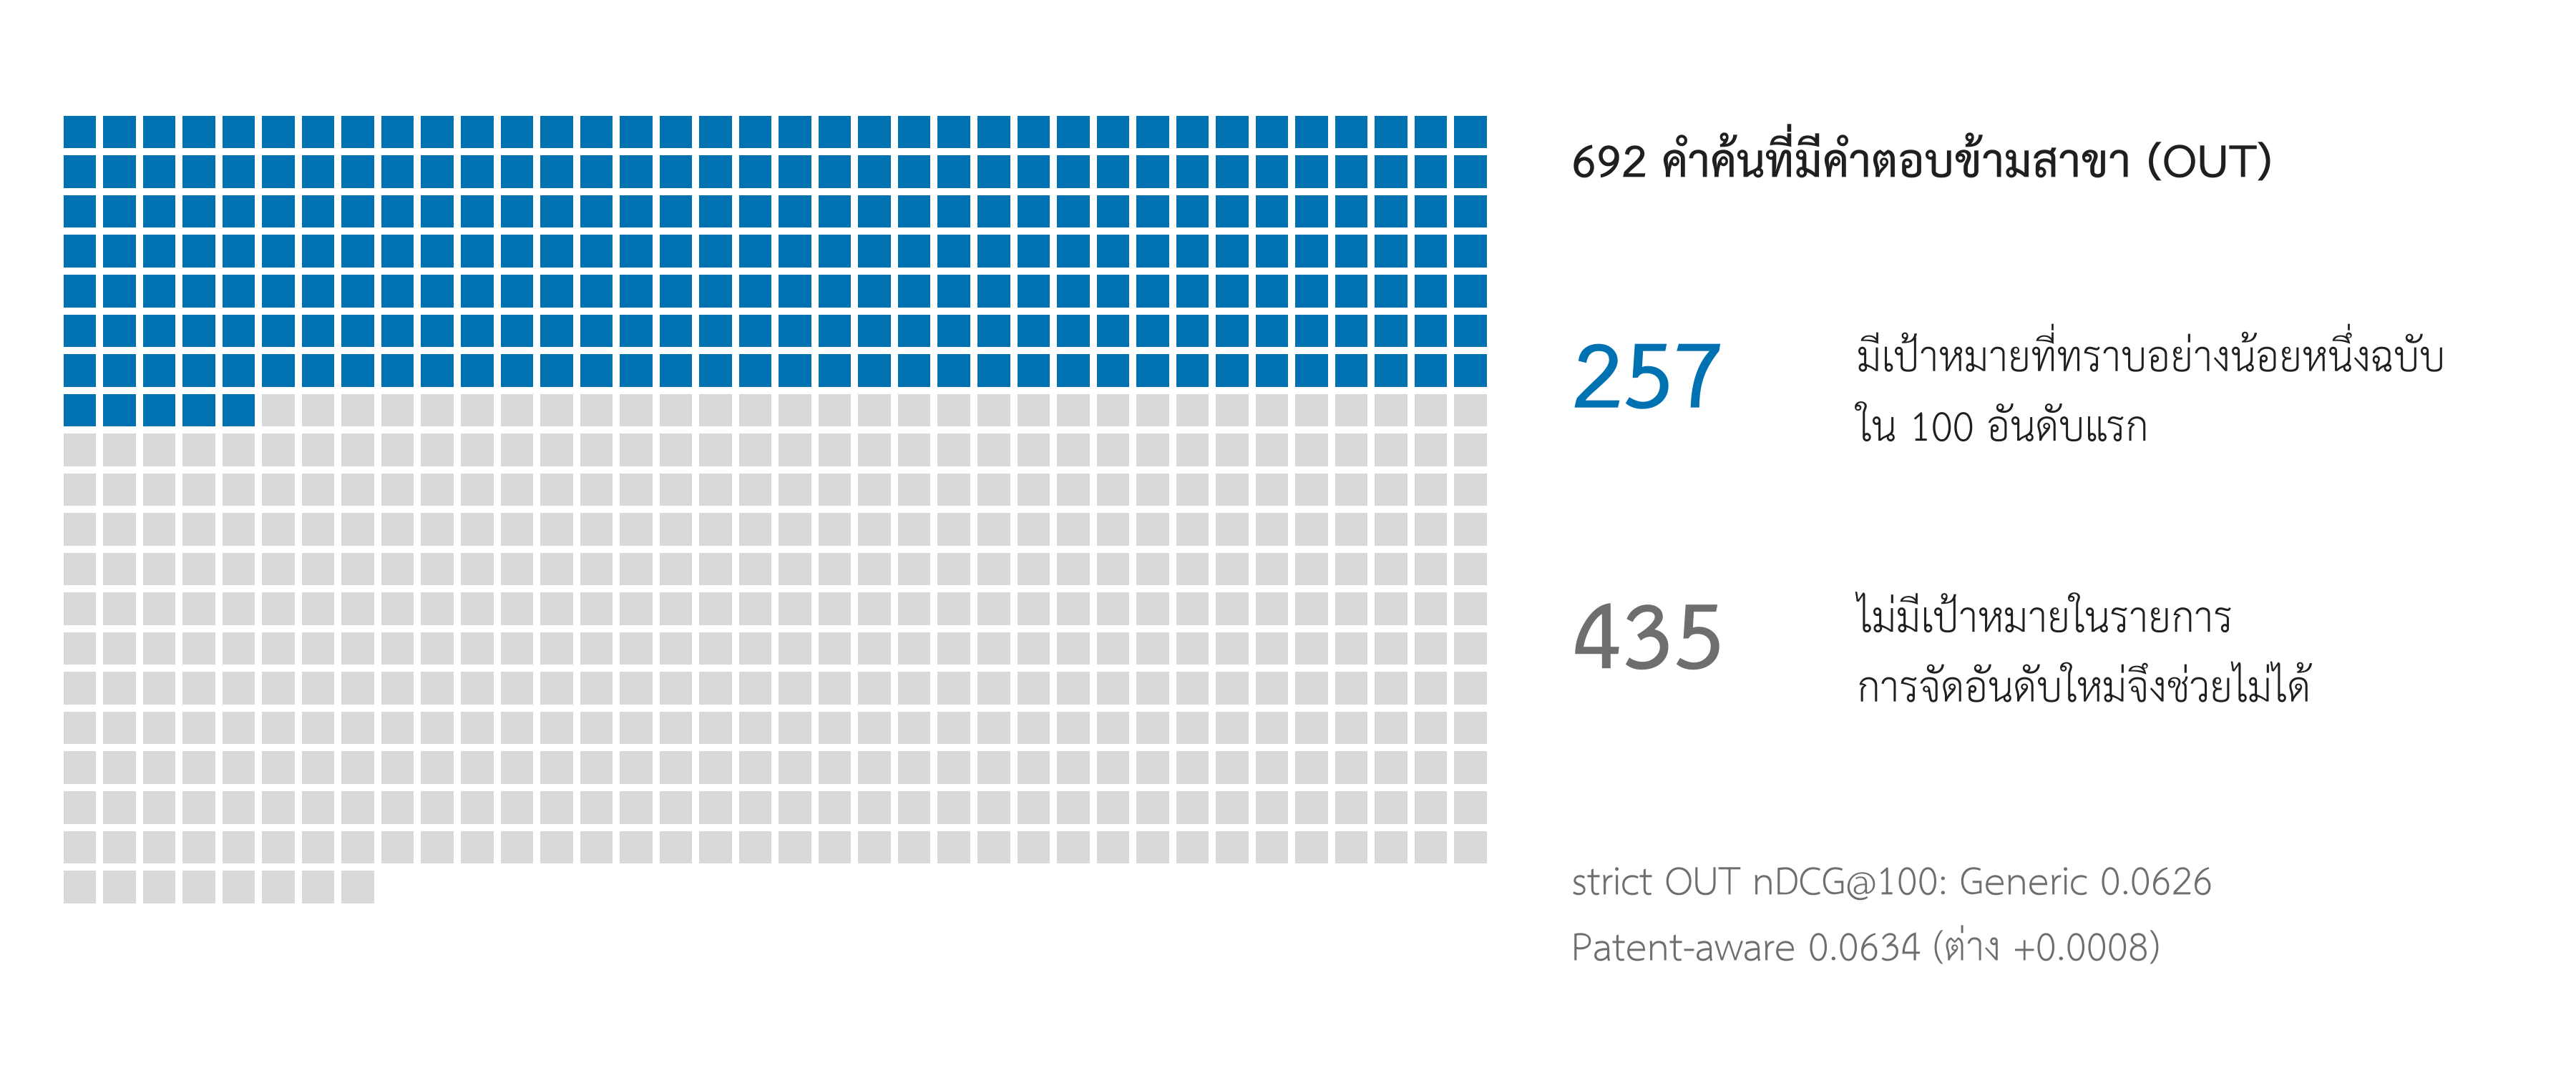 692 คำค้นที่มีคำตอบข้ามสาขา (OUT)
257
มีเป้าหมายที่ทราบอย่างน้อยหนึ่งฉบับ
ใน 100 อันดับแรก
435
ไม่มีเป้าหมายในรายการ
การจัดอันดับใหม่จึงช่วยไม่ได้
strict OUT nDCG@100: Generic 0.0626
Patent-aware 0.0634 (ต่าง +0.0008)